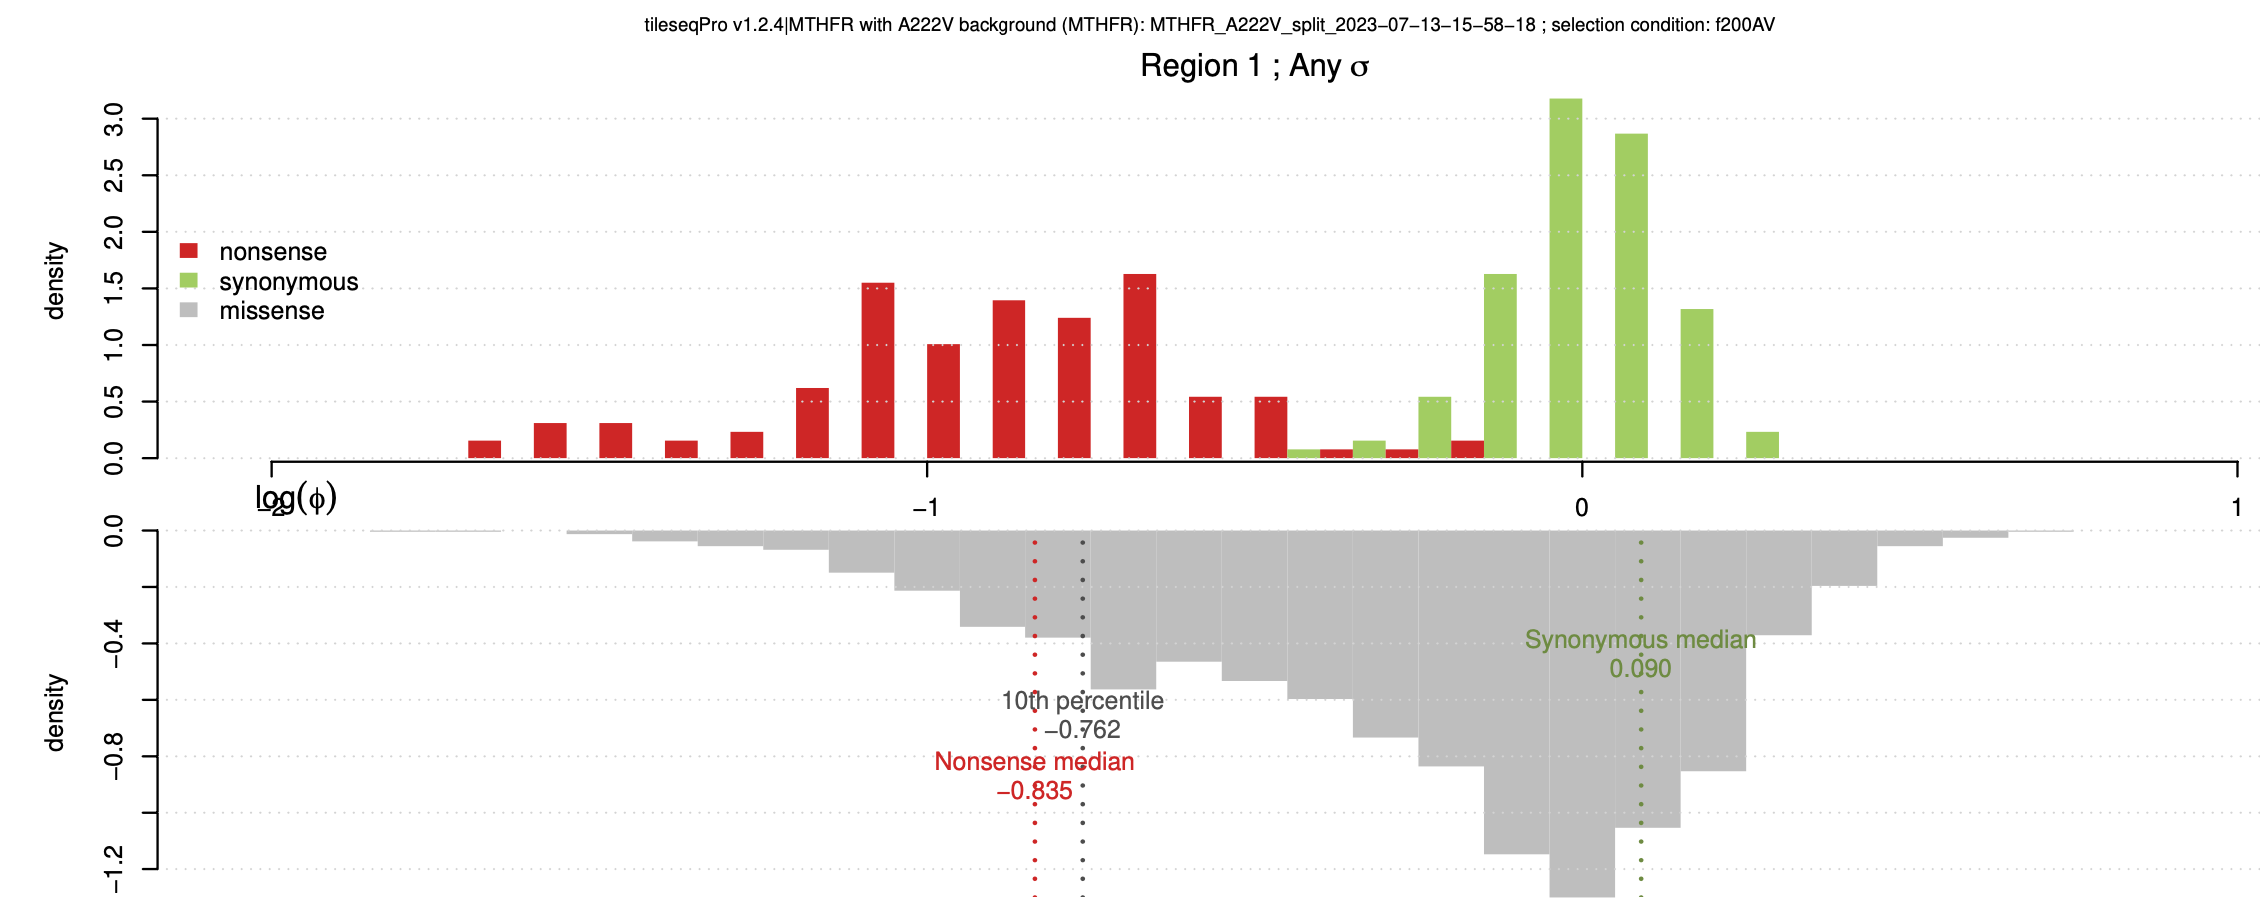 tileseqPro v1.2.4|MTHFR with A222V background (MTHFR): MTHFR_A222V_split_2023−07−13−15−58−18 ; selection condition: f200AV
Region 1 ; Any σ
density
3.0
2.5
2.0
1.5
1.0
0.5
0.0
nonsense
synonymous
missense
log(ϕ)
−2
−1
0
1
density
0.0
−0.4
−0.8
−1.2
Synonymous median
0.090
10th percentile
−0.762
Nonsense median
−0.835